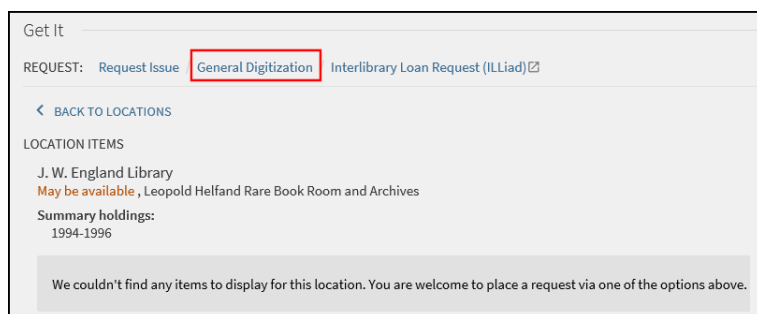 Get It
REQUEST: Request Issue General Digitization Interlibrary Loan Request (ILLiad)
BACK TO LOCATIONS
LOCATION ITEMS
J. W. England Library
May be available , Leopold Helfand Rare Book Room and Archives
Summary holdings:
1994-1996
We couldn't find any items to display for this location. You are welcome to place a request via one of the options above.